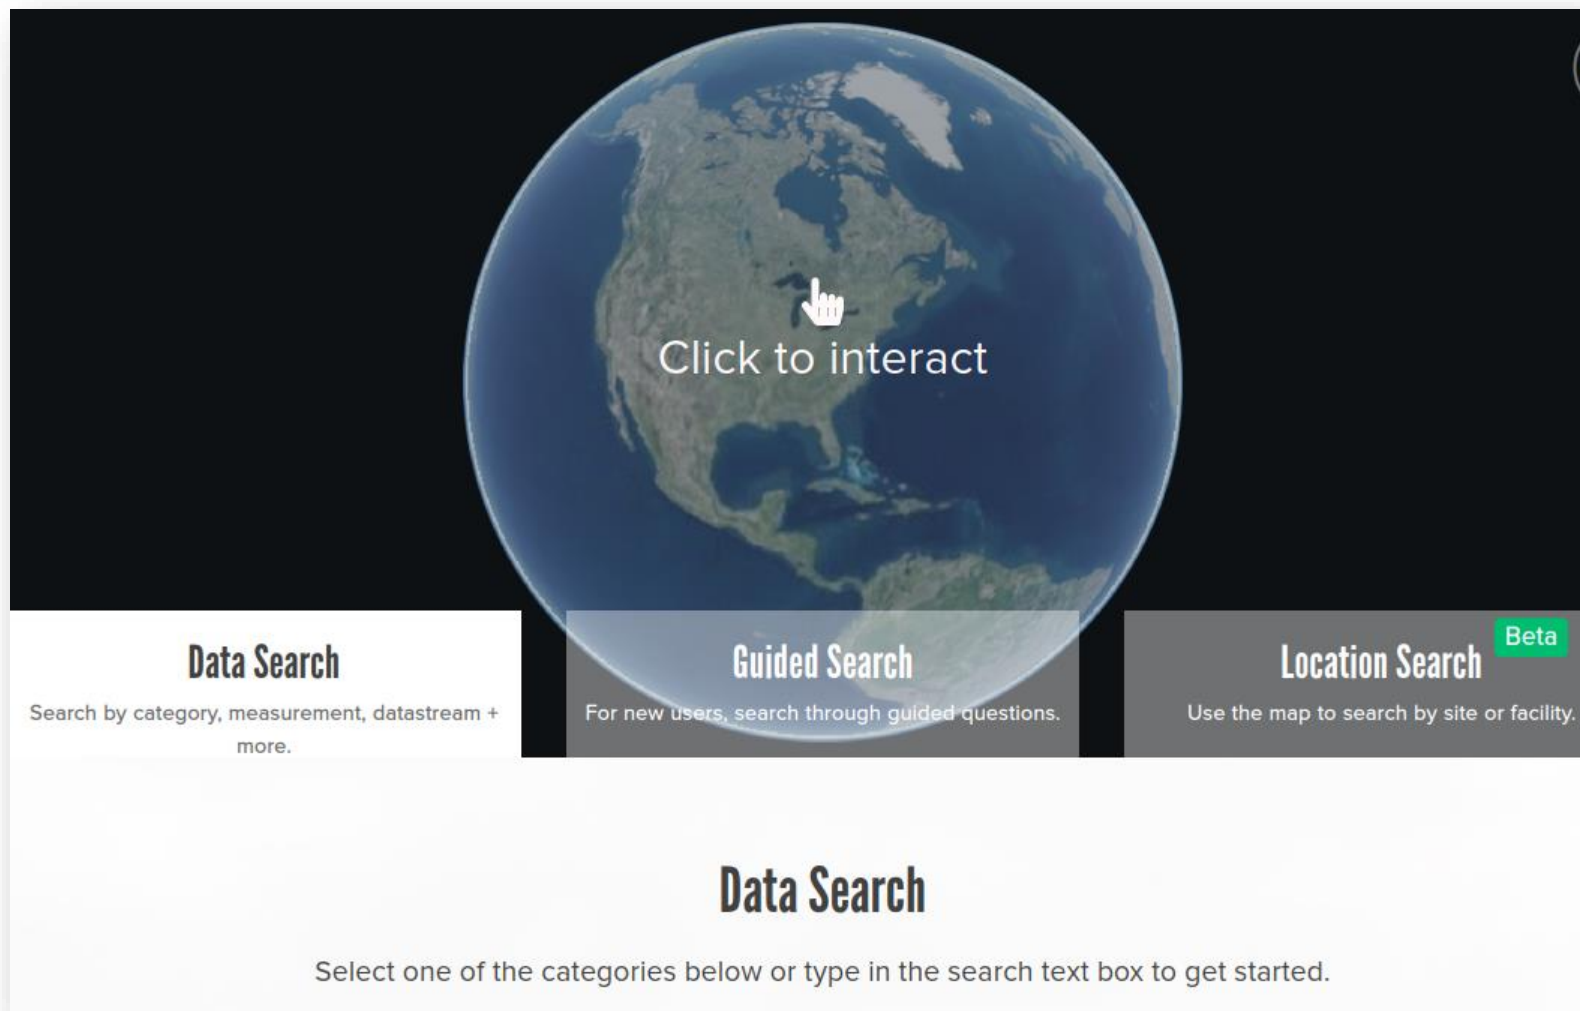 Click to interact
Data Search
Search by category, measurement, datastream +
more.
Guided Search
For new users, search through guided questions.
Beta
Location Search
Use the map to search by site or facility.
Data Search
Select one of the categories below or type in the search text box to get started.